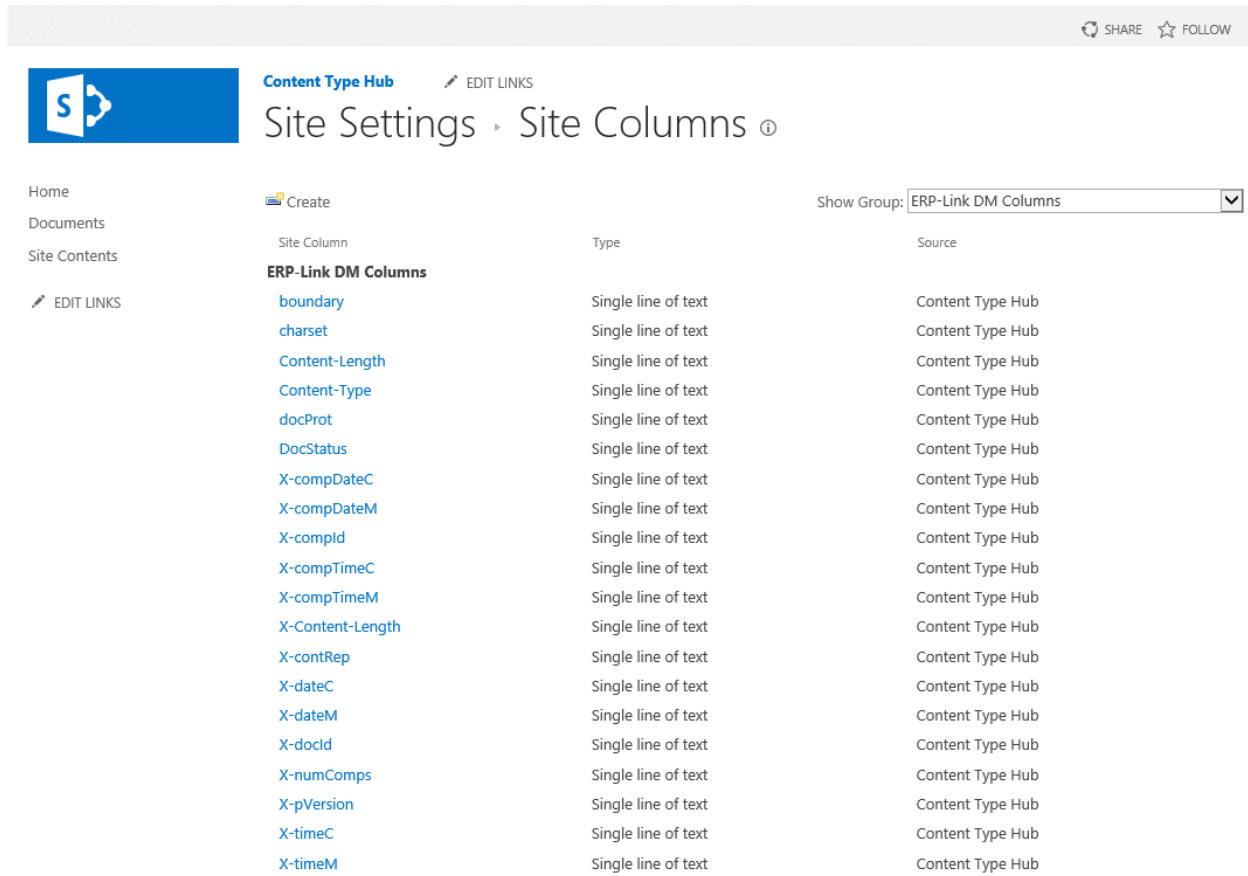 SHARE FOLLOW
S
Content Type Hub EDIT LINKS
Site Settings Site Columns
Home
Documents
Site Contents
EDIT LINKS
Create Show Group: ERP-Link DM Columns
Site Column Type Source
ERP-Link DM Columns
boundary Single line of text Content Type Hub
charset Single line of text Content Type Hub
Content-Length Single line of text Content Type Hub
Content-Type Single line of text Content Type Hub
docProt Single line of text Content Type Hub
DocStatus Single line of text Content Type Hub
X-compDateC Single line of text Content Type Hub
X-compDateM Single line of text Content Type Hub
X-compId Single line of text Content Type Hub
X-compTimeC Single line of text Content Type Hub
X-compTimeM Single line of text Content Type Hub
X-Content-Length Single line of text Content Type Hub
X-contRep Single line of text Content Type Hub
X-dateC Single line of text Content Type Hub
X-dateM Single line of text Content Type Hub
X-docId Single line of text Content Type Hub
X-numComps Single line of text Content Type Hub
X-pVersion Single line of text Content Type Hub
X-timeC Single line of text Content Type Hub
X-timeM Single line of text Content Type Hub